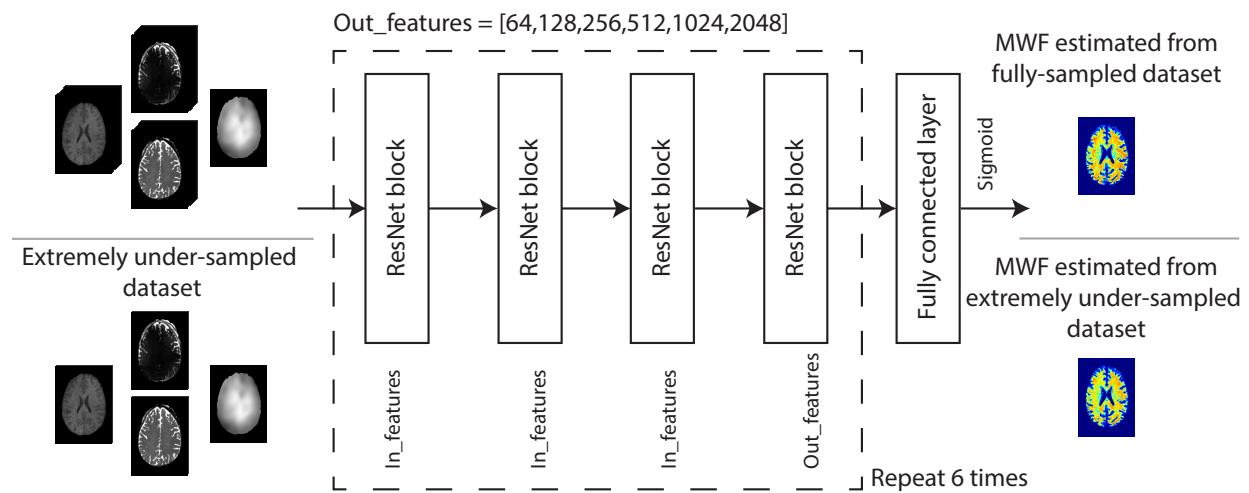 Out_features = [64,128,256,512,1024,2048]
Extremely under-sampled
dataset
ResNet block
ResNet block
ResNet block
ResNet block
Fully connected layer
Sigmoid
In_features
In_features
In_features
Out_features
Repeat 6 times
MWF estimated from
fully-sampled dataset
MWF estimated from
extremely under-sampled
dataset